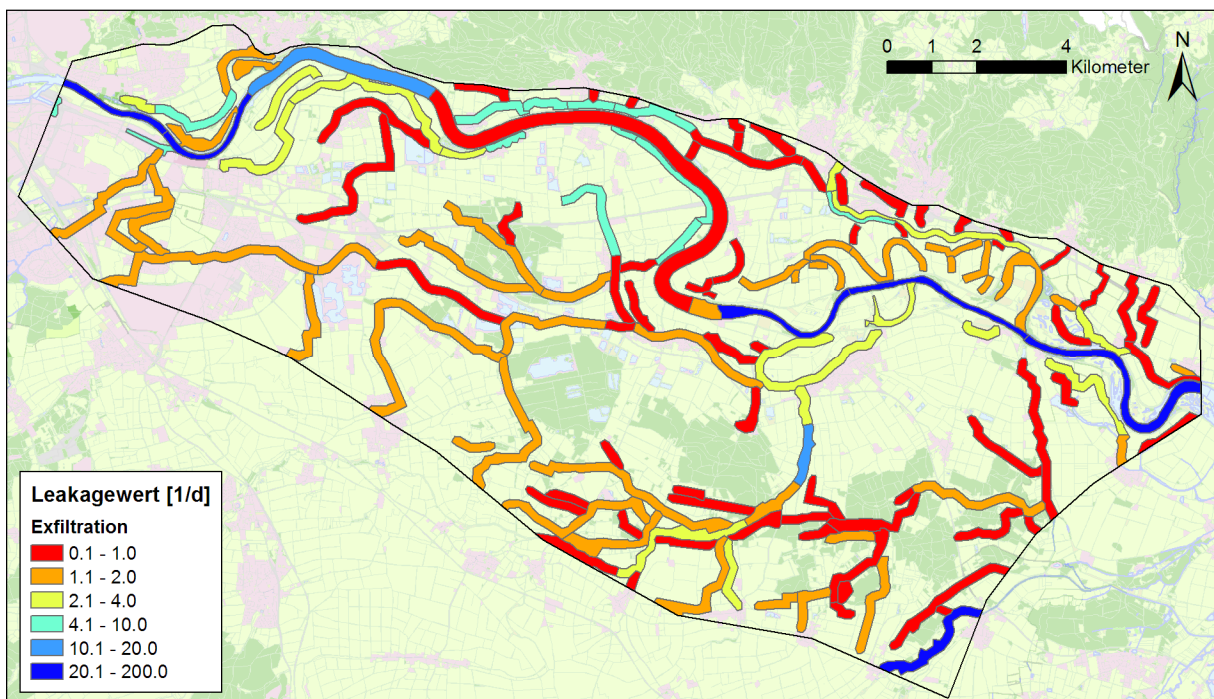 0 1 2 4
Kilometer
N
Leakagewert [1/d]
Exfiltration
0.1 - 1.0
1.1 - 2.0
2.1 - 4.0
4.1 - 10.0
10.1 - 20.0
20.1 - 200.0